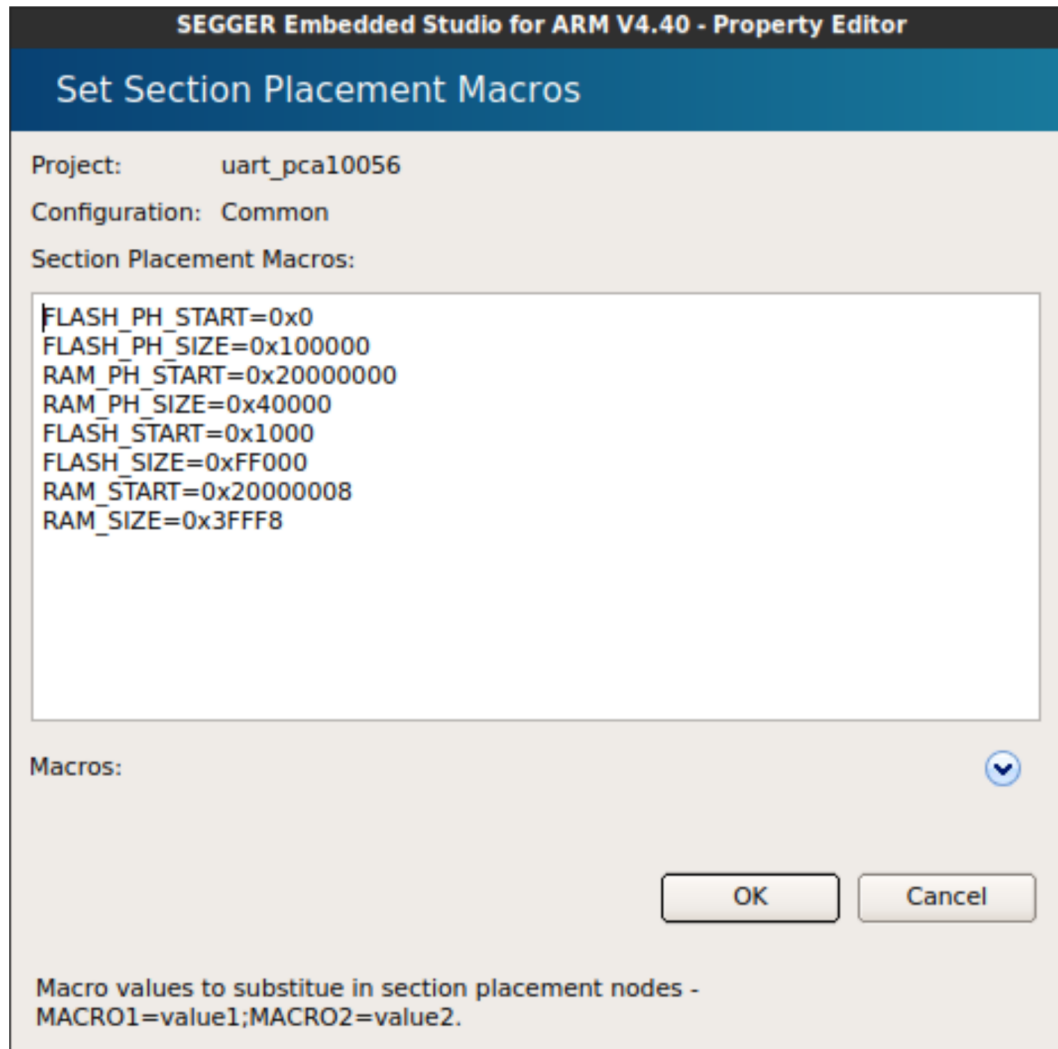 SEGGER Embedded Studio for ARM V4.40 - Property Editor
Set Section Placement Macros
Project: uart_pca10056
Configuration: Common
Section Placement Macros:
FLASH_PH_START=0x0
FLASH_PH_SIZE=0x100000
RAM_PH_START=0x20000000
RAM_PH_SIZE=0x40000
FLASH_START=0x1000
FLASH_SIZE=0xFF000
RAM_START=0x20000008
RAM_SIZE=0x3FFF8
Macros:
OK Cancel
Macro values to substitue in section placement nodes -
MACRO1=value1;MACRO2=value2.